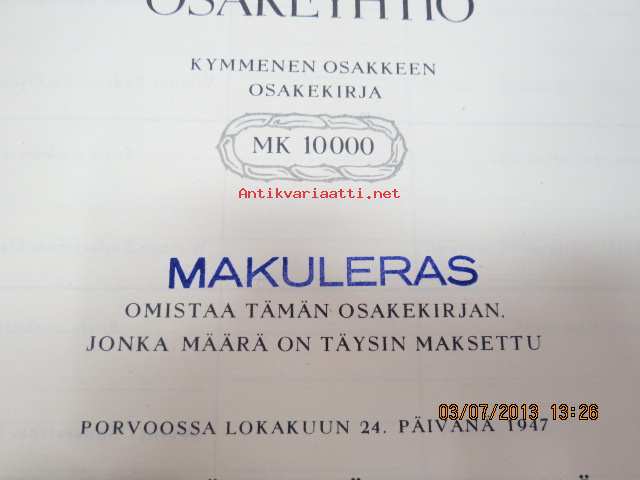 OSAKEYHTIÖ
KYMMENEN OSAKKEEN
OSAKEKIRJA
MK 10000
Antikvariaatti.net
MAKULERAS
OMISTAA TÄMÄN OSAKEKIRJAN,
JONKA MÄÄRÄ ON TÄYSIN MAKSETTU
03/07/2013 13:26
PORVOOSSA LOKAKUUN 24. PÄIVÄNÄ 1947